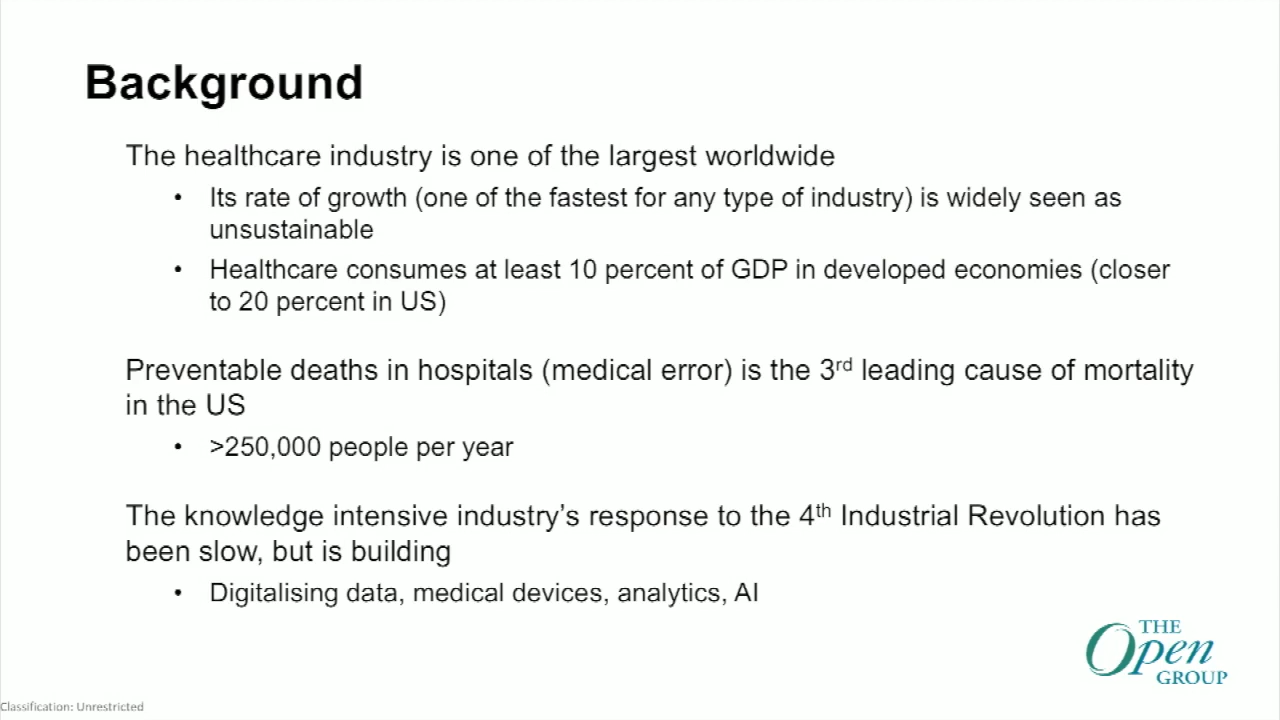 Background
The healthcare industry is one of the largest worldwide
• Its rate of growth (one of the fastest for any type of industry) is widely seen as
unsustainable
• Healthcare consumes at least 10 percent of GDP in developed economies (closer
to 20 percent in US)
Preventable deaths in hospitals (medical error) is the 3rd leading cause of mortality
in the US
• >250,000 people per year
The knowledge intensive industry’s response to the 4th Industrial Revolution has
been slow, but is building
• Digitalising data, medical devices, analytics, AI
THE
Open
GROUP
Classification: Unrestricted